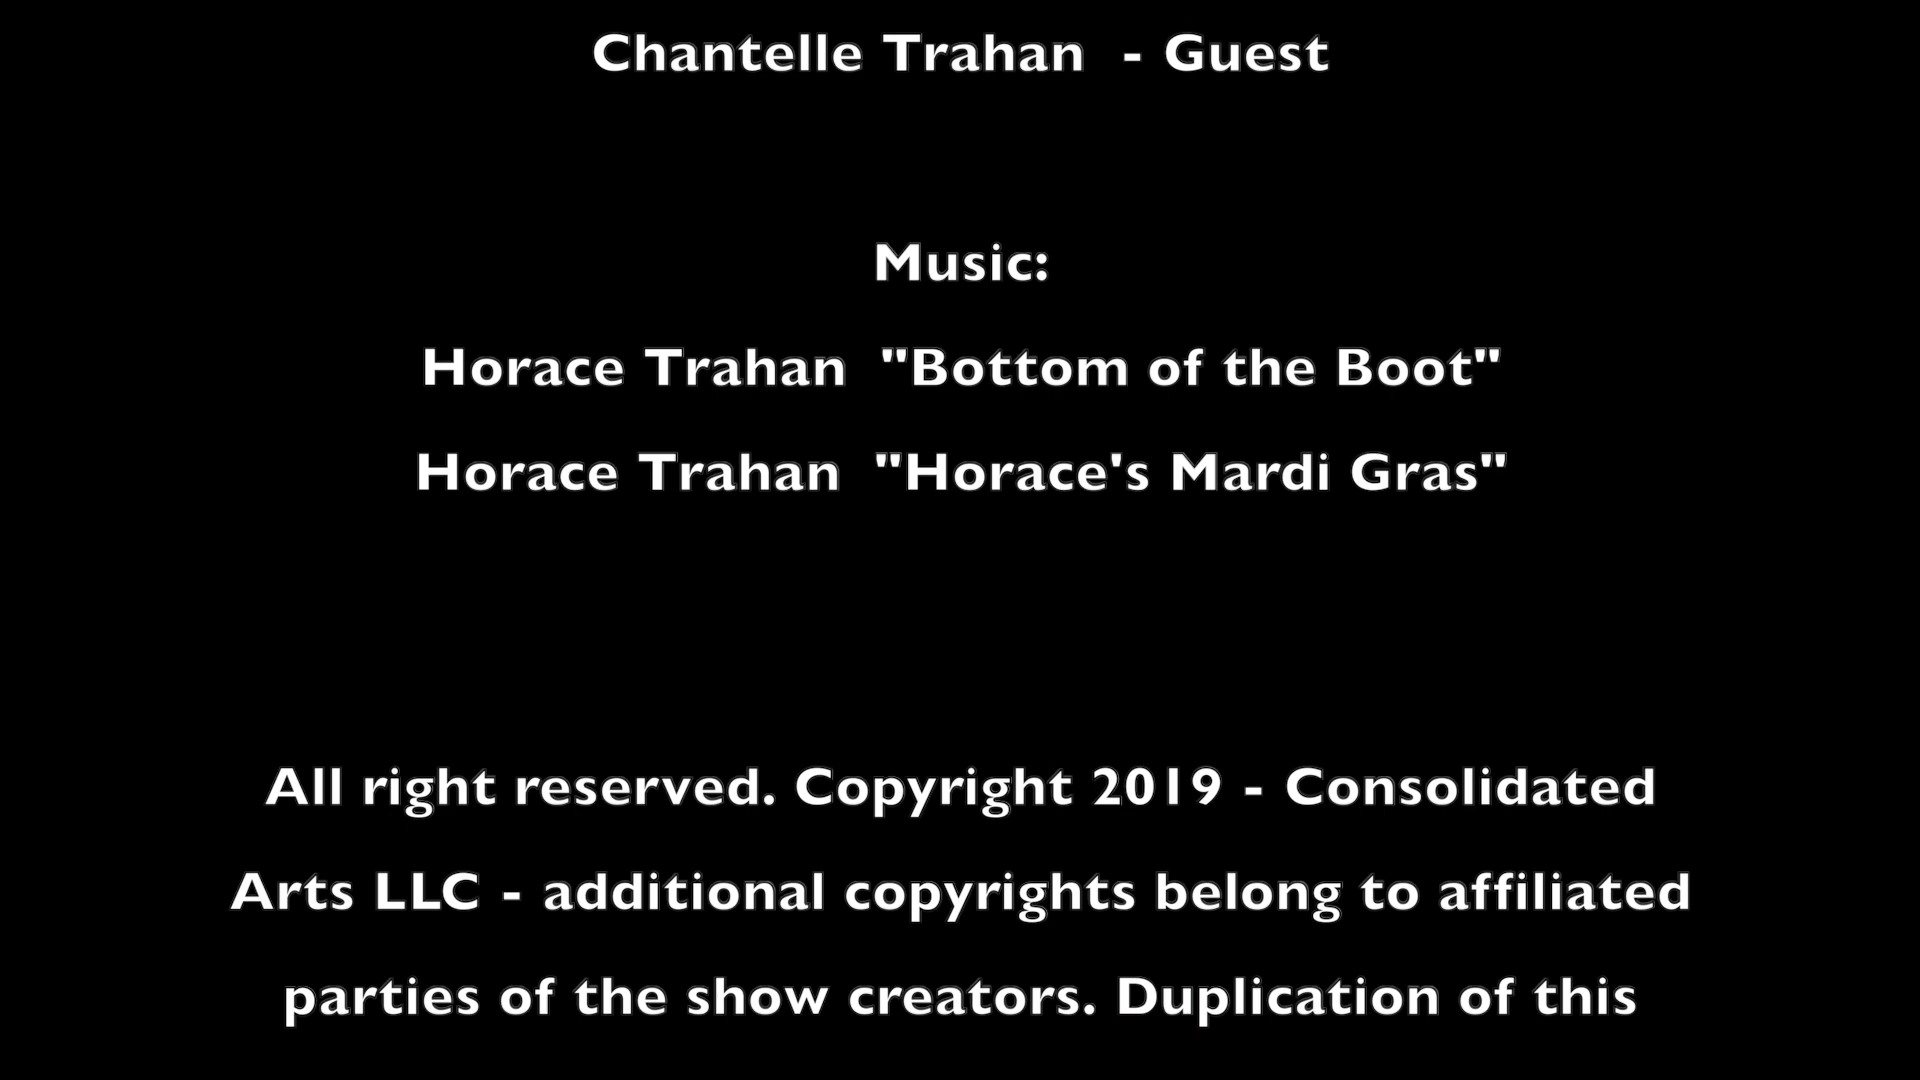 Chantelle Trahan  - Guest
Music:
Horace Trahan  "Bottom of the Boot"
Horace Trahan  "Horace's Mardi Gras"
All right reserved. Copyright 2019 - Consolidated
Arts LLC - additional copyrights belong to affiliated
parties of the show creators. Duplication of this